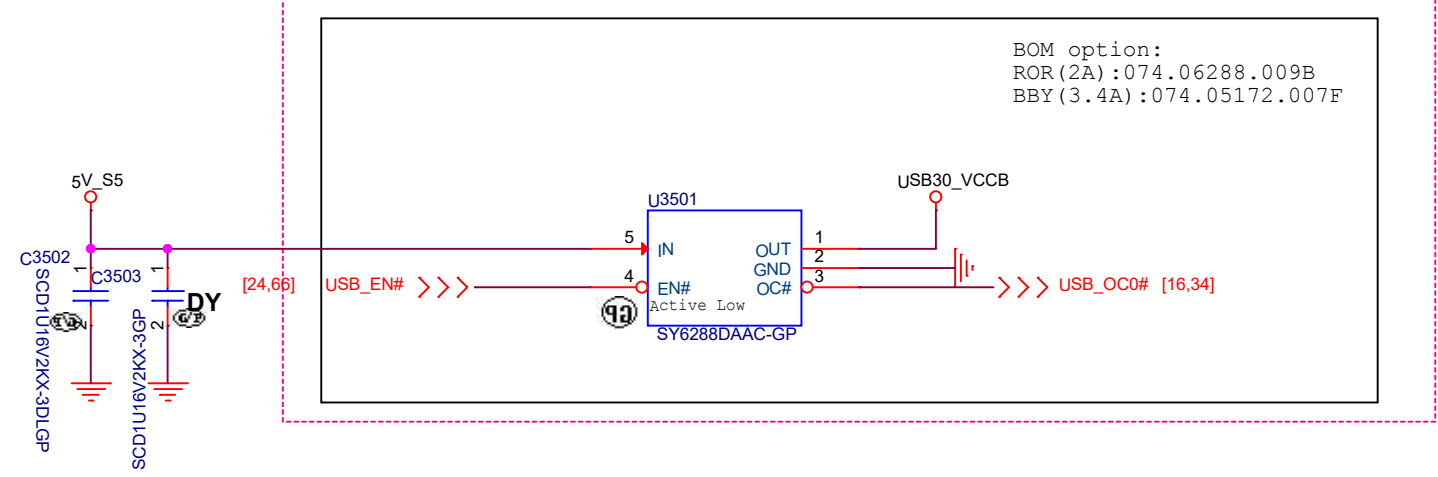 BOM option:
ROR(2A):074.06288.009B
BBY(3.4A):074.05172.007F
5V_S5
USB30_VCCB
U3501
5
IN
OUT
1
GND
2
4
EN#
OC#
3
Active Low
SY6288DAAC-GP
[24,66]
USB_EN#
USB_OC0#
[16,34]
C3502
1
2
SCD1U16V2KX-3DLGP
C3503
1
2
DY
SCD1U16V2KX-3GP